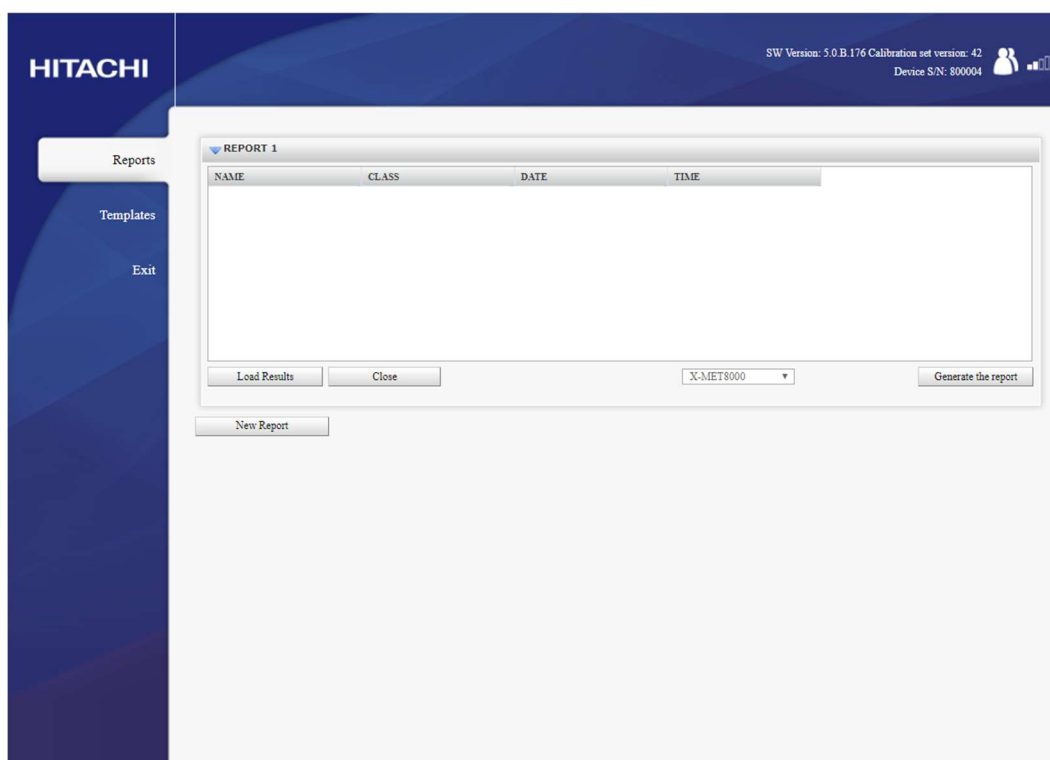 HITACHI
SW Version: 5.0.B.176 Calibration set version: 42
Device S/N: 800004
Reports
Templates
Exit
REPORT 1
NAME CLASS DATE TIME
Load Results Close X-MET8000 Generate the report
New Report